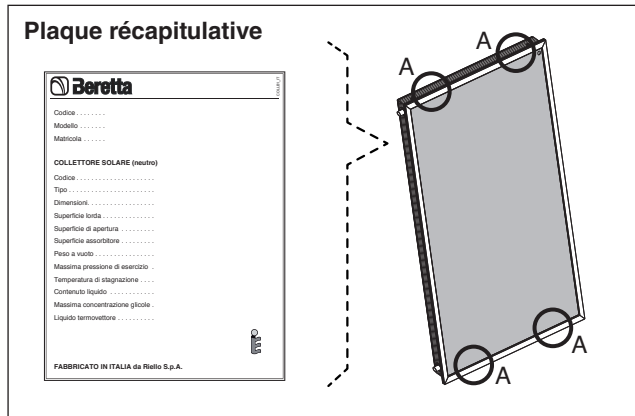 Plaque récapitulative
Beretta
Codice . . . . . . . .
Modello . . . . . . .
Matricola . . . . . .
COLLETTORE SOLARE (neutro)
Codice . . . . . . . . . . . . . . . . . . . . .
Tipo . . . . . . . . . . . . . . . . . . . . . . .
Dimensioni. . . . . . . . . . . . . . . . . .
Superficie lorda . . . . . . . . . . . . . .
Superficie di apertura . . . . . . . . .
Superficie assorbitore . . . . . . . . .
Peso a vuoto . . . . . . . . . . . . . . . .
Massima pressione di esercizio .
Temperatura di stagnazione . . . .
Contenuto liquido . . . . . . . . . . . .
Massima concentrazione glicole .
Liquido termovettore . . . . . . . . . .
FABBRICATO IN ITALIA da Riello S.p.A.
A
A
A
A